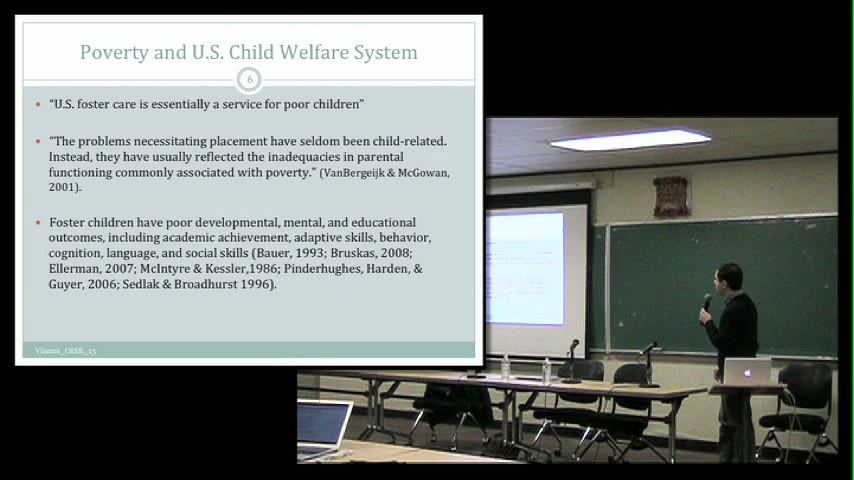 Poverty and U.S. Child Welfare System
6
• “U.S. foster care is essentially a service for poor children”
• “The problems necessitating placement have seldom been child-related.
Instead, they have usually reflected the inadequacies in parental
functioning commonly associated with poverty.” (VanBergeijk & McGowan,
2001).
• Foster children have poor developmental, mental, and educational
outcomes, including academic achievement, adaptive skills, behavior,
cognition, language, and social skills (Bauer, 1993; Bruskas, 2008;
Ellerman, 2007; McIntyre & Kessler,1986; Pinderhughes, Harden, &
Guyer, 2006; Sedlak & Broadhurst 1996).
Vianna_OISE_13